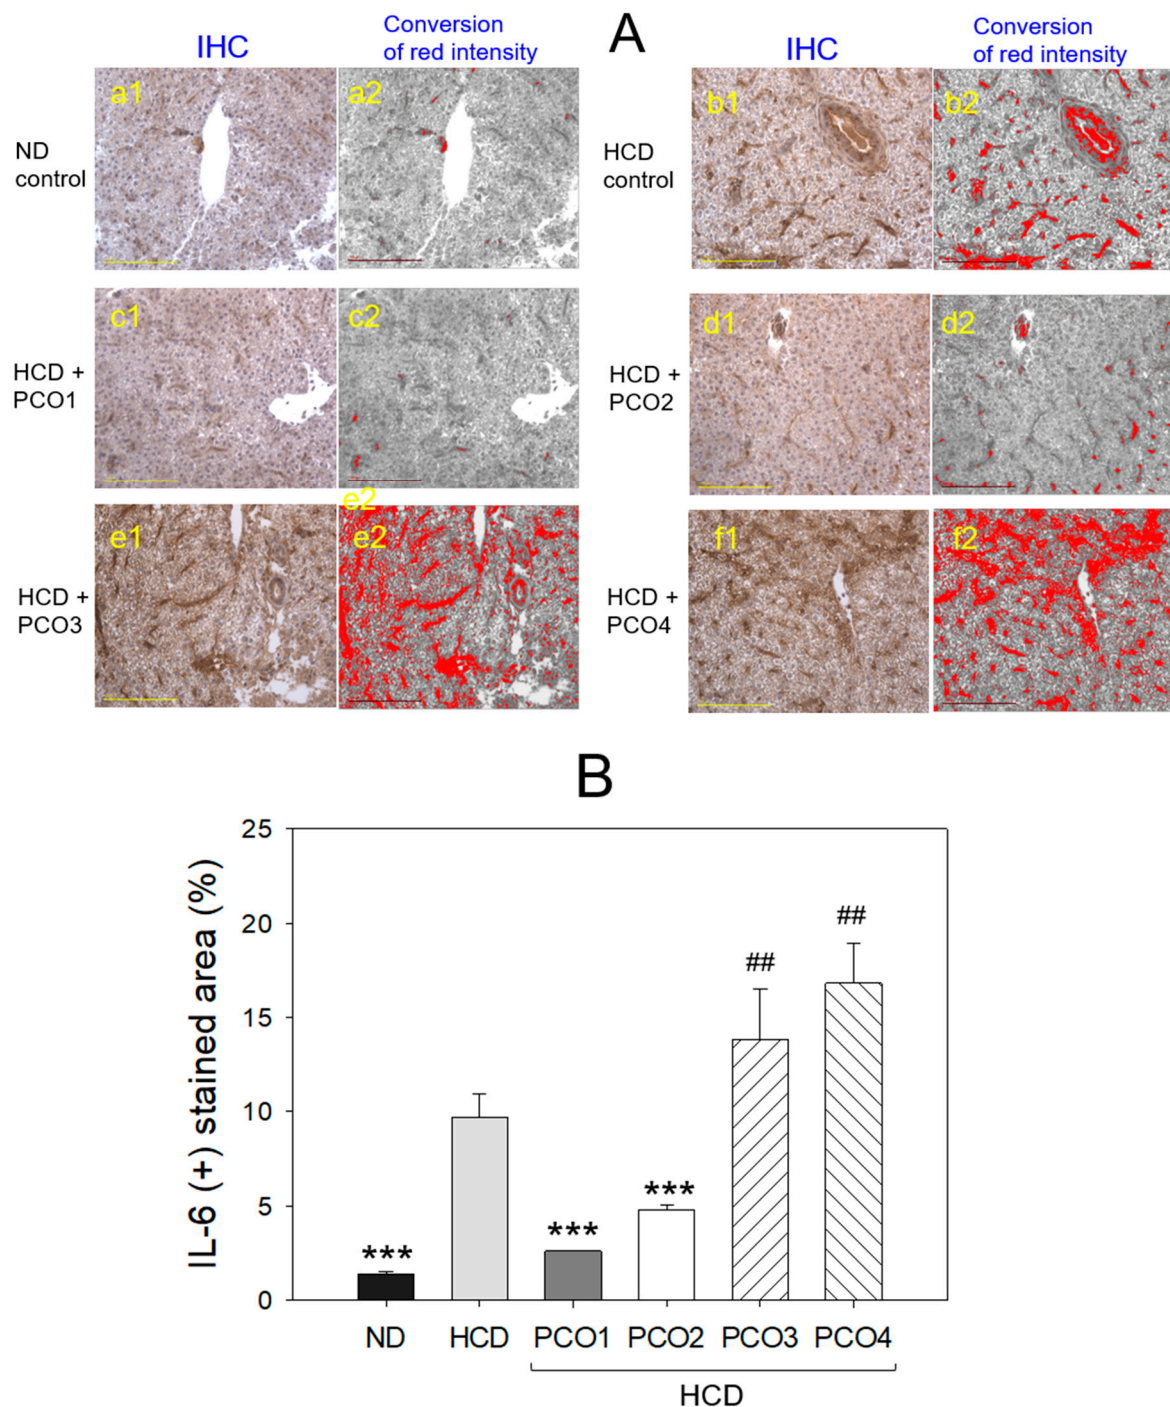 A
IHC
Conversion
of red intensity
IHC
Conversion
of red intensity
ND
control
a1
a2
HCD
control
b1
b2
HCD +
PCO1
c1
c2
HCD +
PCO2
d1
d2
HCD +
PCO3
e1
e2
e2
HCD +
PCO4
f1
f2
B
IL-6 (+) stained area (%)
25
20
15
10
5
0
***
***
***
##
##
ND
HCD
PCO1
PCO2
PCO3
PCO4
HCD